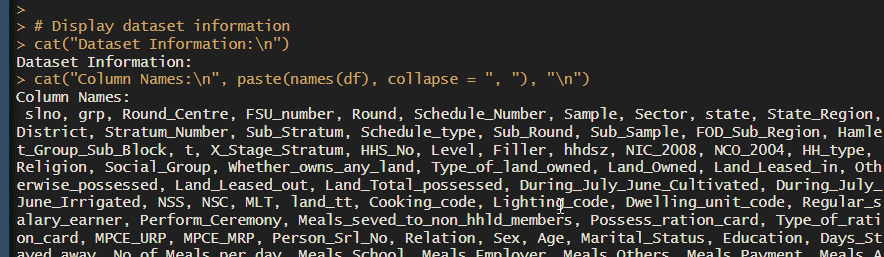 >
> # Display dataset information
> cat("Dataset Information:\n")
Dataset Information:
> cat("Column Names:\n", paste(names(df), collapse = ", "), "\n")
Column Names:
 slno, grp, Round_Centre, FSU_number, Round, Schedule_Number, Sample, Sector, state, State_Region,
District, Stratum_Number, Sub_Stratum, Schedule_type, Sub_Round, Sub_Sample, FOD_Sub_Region, Hamle
t_Group_Sub_Block, t, X_Stage_Stratum, HHS_No, Level, Filler, hhdsz, NIC_2008, NCO_2004, HH_type,
Religion, Social_Group, Whether_owns_any_land, Type_of_land_owned, Land_Owned, Land_Leased_in, Oth
erwise_possessed, Land_Leased_out, Land_Total_possessed, During_July_June_Cultivated, During_July_
June_Irrigated, NSS, NSC, MLT, land_tt, Cooking_code, Lighting_code, Dwelling_unit_code, Regular_s
alary_earner, Perform_Ceremony, Meals_seved_to_non_hhld_members, Possess_ration_card, Type_of_rati
on_card, MPCE_URP, MPCE_MRP, Person_Srl_No, Relation, Sex, Age, Marital_Status, Education, Days_St
ayed_away, No_of_Meals_per_day, Meals_School, Meals_Employer, Meals_Others, Meals_Payment, Meals_A